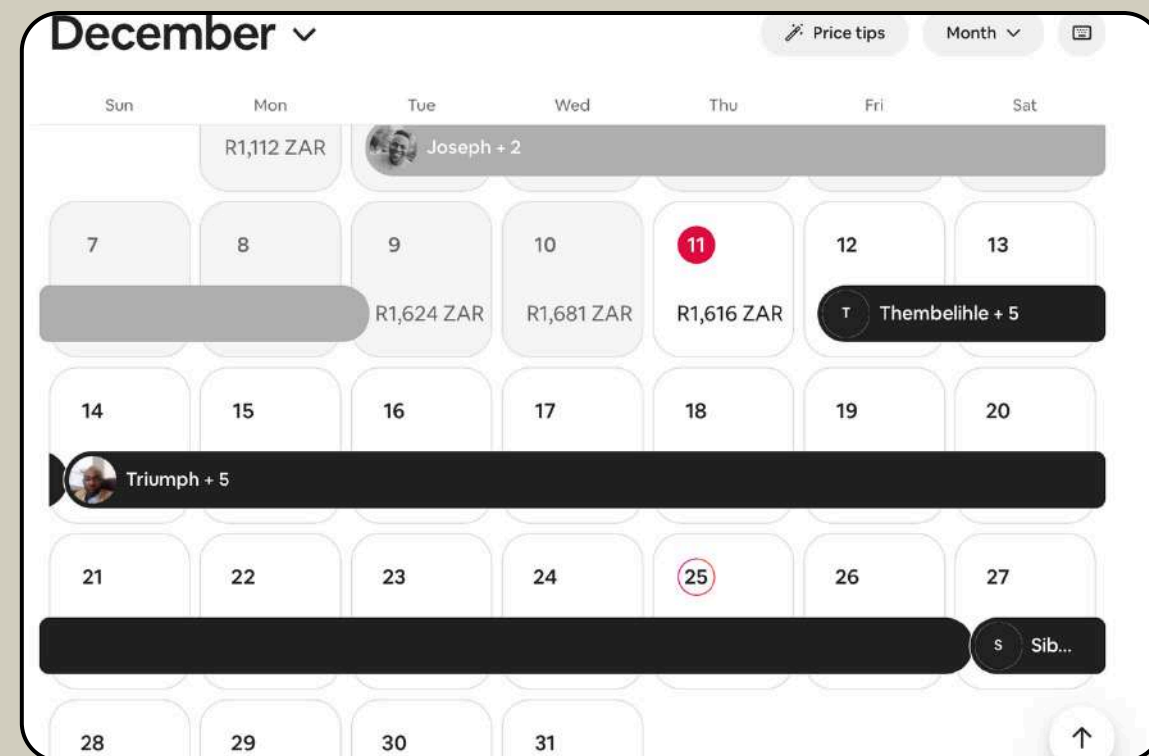 December
Price tips
Month
Sun Mon Tue Wed Thu Fri Sat
R1,112 ZAR Joseph + 2
7 8 9 10 11 12 13
R1,624 ZAR R1,681 ZAR R1,616 ZAR T Thembelihle + 5
14 15 16 17 18 19 20
Triumph + 5
21 22 23 24 25 26 27
S Sib...
28 29 30 31